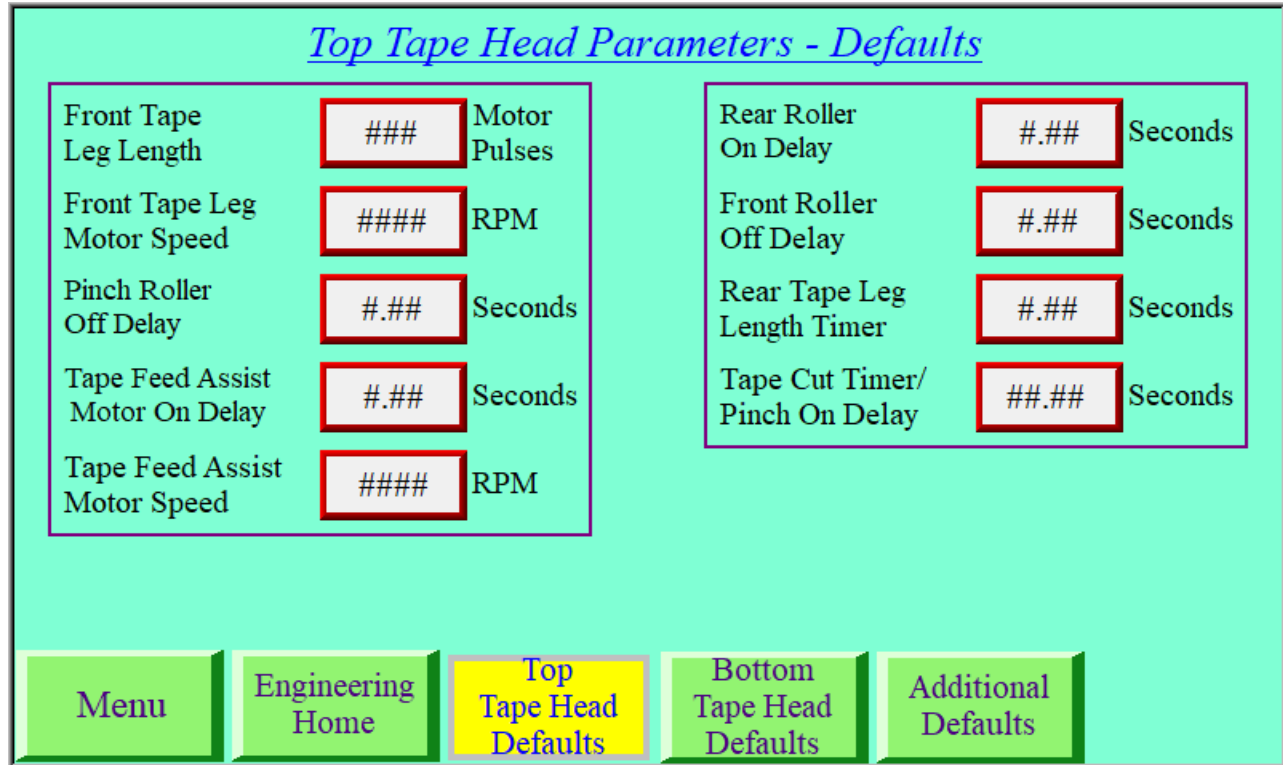 Top Tape Head Parameters - Defaults
Front Tape
Leg Length
###
Motor
Pulses
Front Tape Leg
Motor Speed
####
RPM
Pinch Roller
Off Delay
#.##
Seconds
Tape Feed Assist
Motor On Delay
#.##
Seconds
Tape Feed Assist
Motor Speed
####
RPM
Rear Roller
On Delay
#.##
Seconds
Front Roller
Off Delay
#.##
Seconds
Rear Tape Leg
Length Timer
#.##
Seconds
Tape Cut Timer/
Pinch On Delay
##.##
Seconds
Menu
Engineering
Home
Top
Tape Head
Defaults
Bottom
Tape Head
Defaults
Additional
Defaults